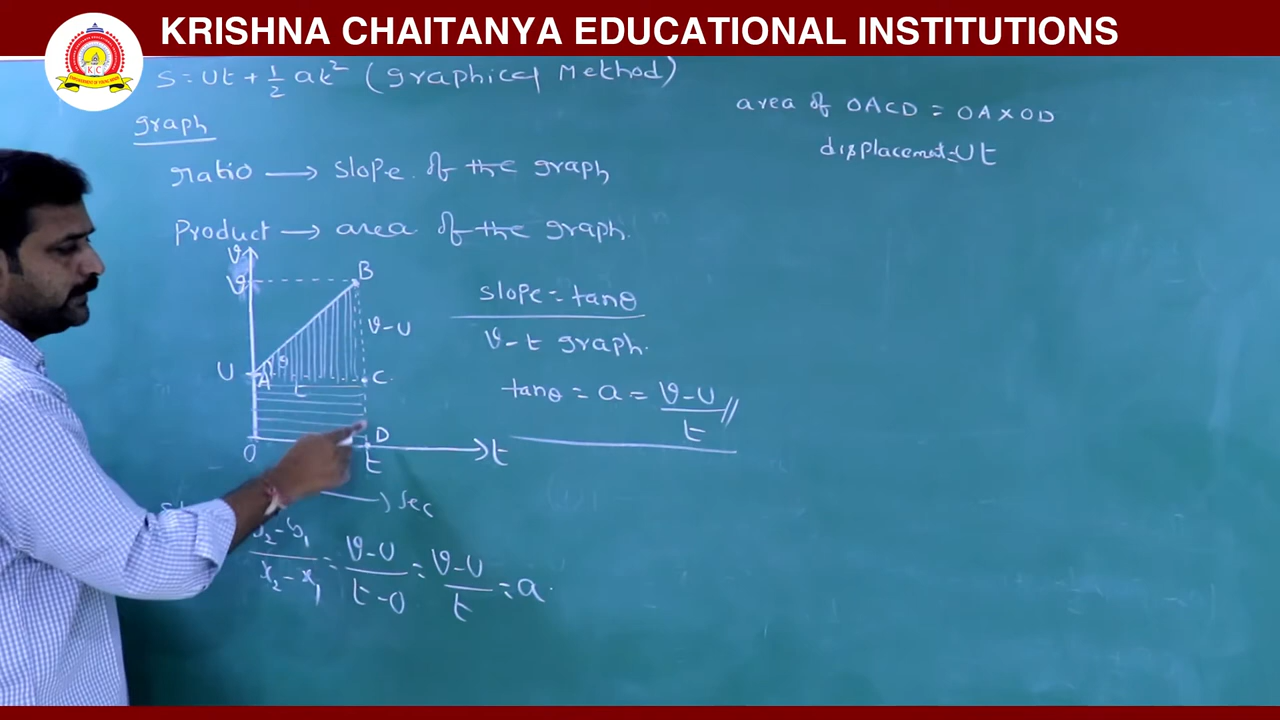 KRISHNA CHAITANYA EDUCATIONAL INSTITUTIONS
K.C
S = Ut + 1/2 at² (Graphical Method)
graph
ratio → slope of the graph
Product → area of the graph.
area of OACD = OA × OD
displacement = Ut
V
V
B
V-U
U
A
θ
t
C
O
D
t
t
→ sec
slope = tanθ
V-t graph.
tanθ = a = V-U/t //
y₂-y₁/x₂-x₁ = V-U/t-0 = V-U/t = a.